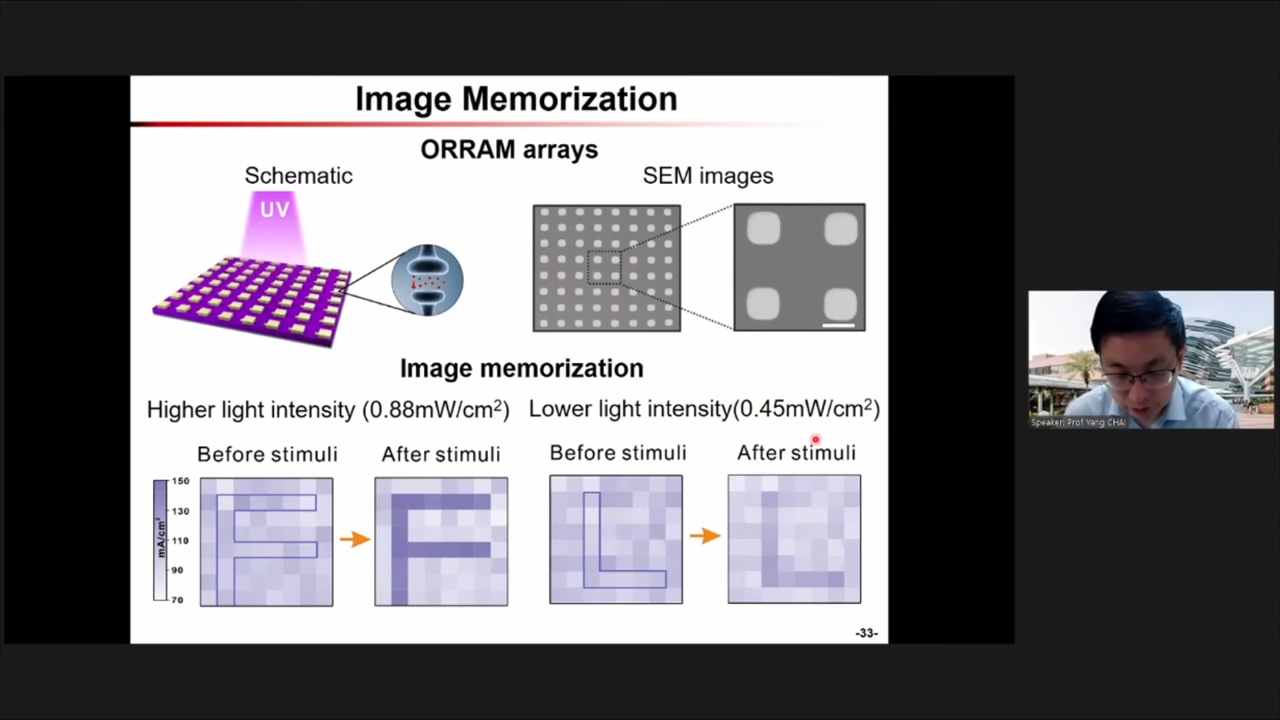 Image Memorization
ORRAM arrays
Schematic
SEM images
UV
Image memorization
Higher light intensity (0.88mW/cm²)
Lower light intensity(0.45mW/cm²)
Before stimuli
After stimuli
Before stimuli
After stimuli
150
130
110
90
70
mA/cm²
-33-
Speaker: Prof Yang CHAI